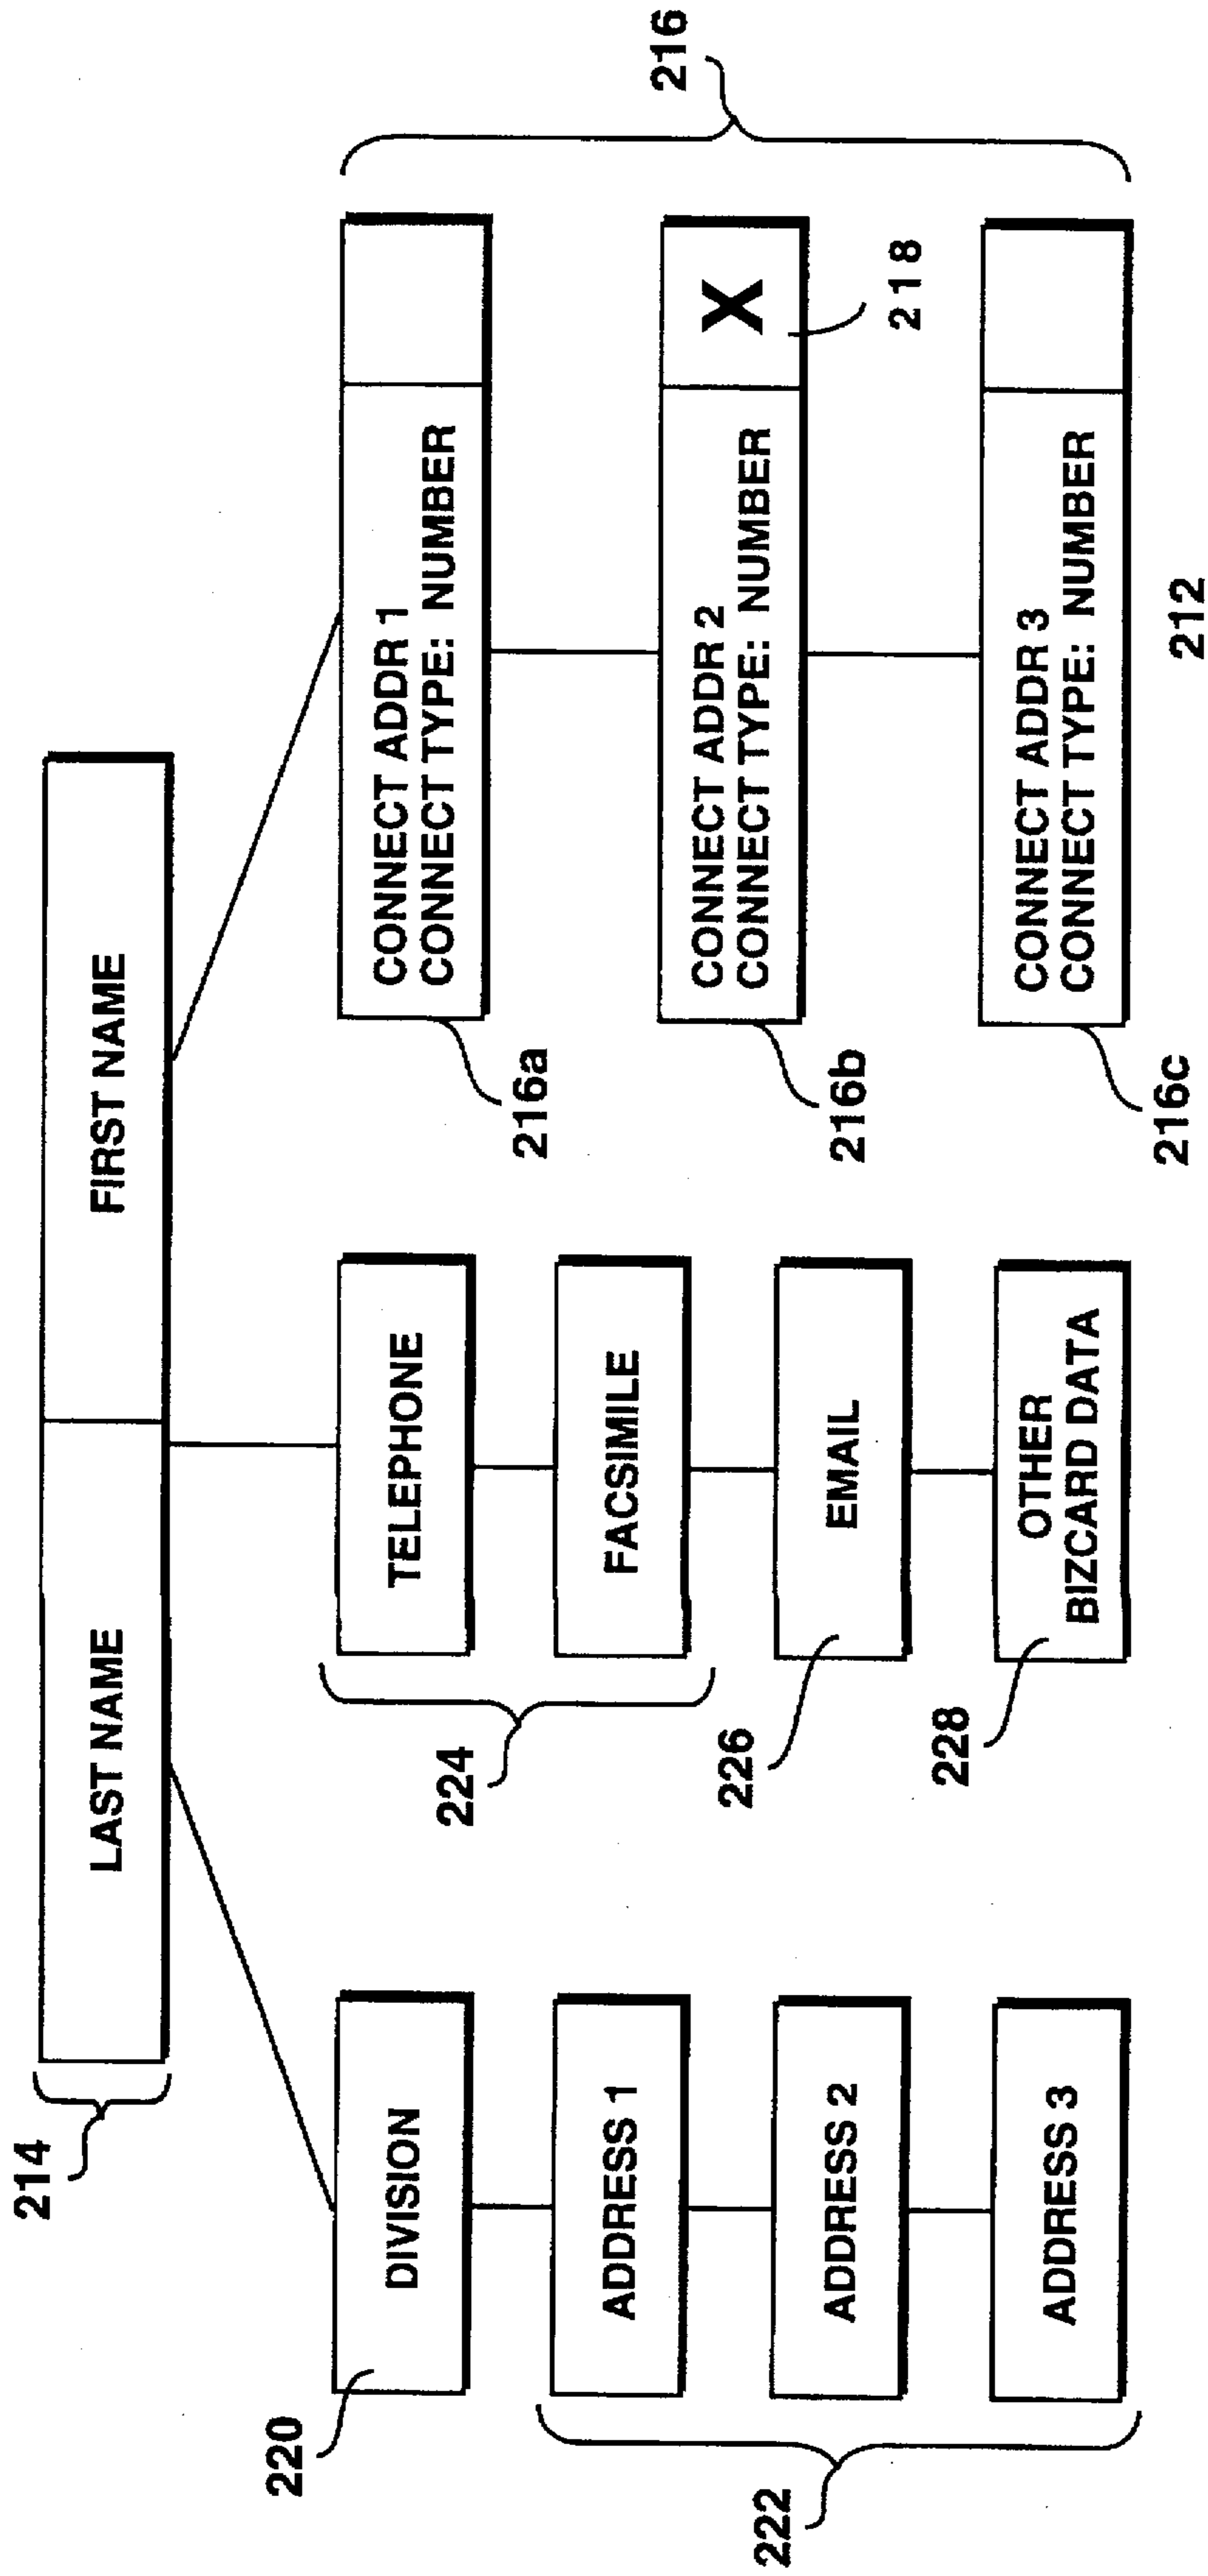 214
LAST NAME
FIRST NAME
220
DIVISION
ADDRESS 1
ADDRESS 2
ADDRESS 3
222
224
TELEPHONE
FACSIMILE
226
EMAIL
228
OTHER
BIZCARD DATA
216
216a
CONNECT ADDR 1
CONNECT TYPE: NUMBER
216b
CONNECT ADDR 2
CONNECT TYPE: NUMBER
X
218
216c
CONNECT ADDR 3
CONNECT TYPE: NUMBER
212